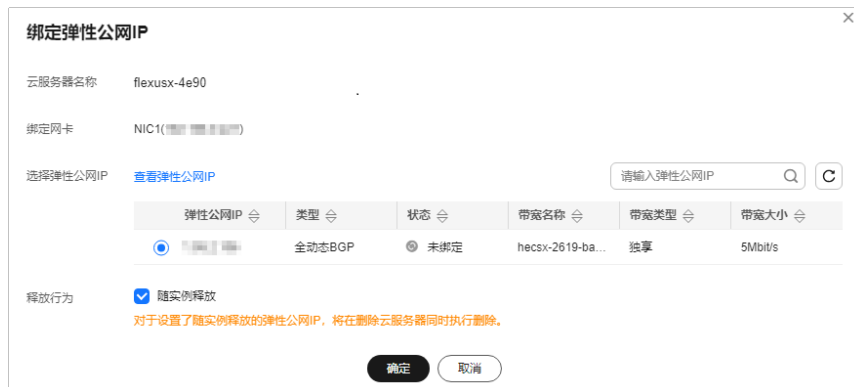 绑定弹性公网IP
云服务器名称 flexusx-4e90
绑定网卡 NIC1( )
选择弹性公网IP 查看弹性公网IP 请输入弹性公网IP
弹性公网IP 类型 状态 带宽名称 带宽类型 带宽大小
全动态BGP 未绑定 hecsx-2619-ba... 独享 5Mbit/s
释放行为 随实例释放
对于设置了随实例释放的弹性公网IP，将在删除云服务器同时执行删除。
确定 取消